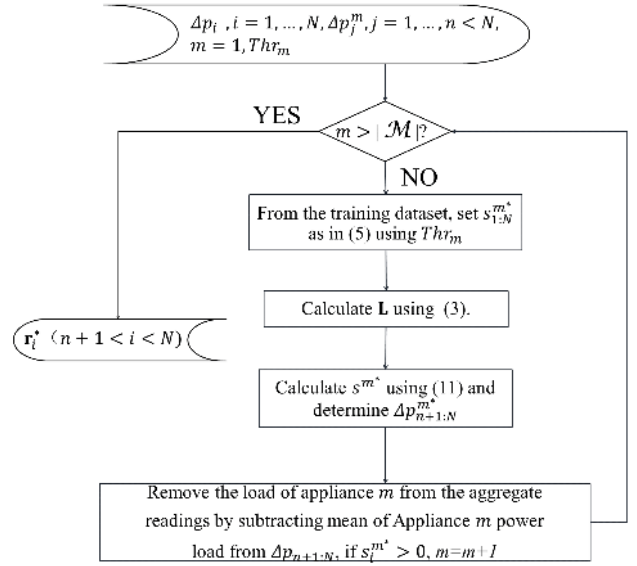 Δp_i , i = 1, …, N, Δp_j^m, j = 1, …, n < N,
m = 1, Thr_m
YES
m > | ℳ |?
NO
From the training dataset, set s_{1:N}^{m*}
as in (5) using Thr_m
Calculate L using (3).
r_i^* (n + 1 < i < N)
Calculate s^{m*} using (11) and
determine Δp_{n+1:N}^{m*}
Remove the load of appliance m from the aggregate
readings by subtracting mean of Appliance m power
load from Δp_{n+1:N}, if s_i^{m*} > 0, m=m+1